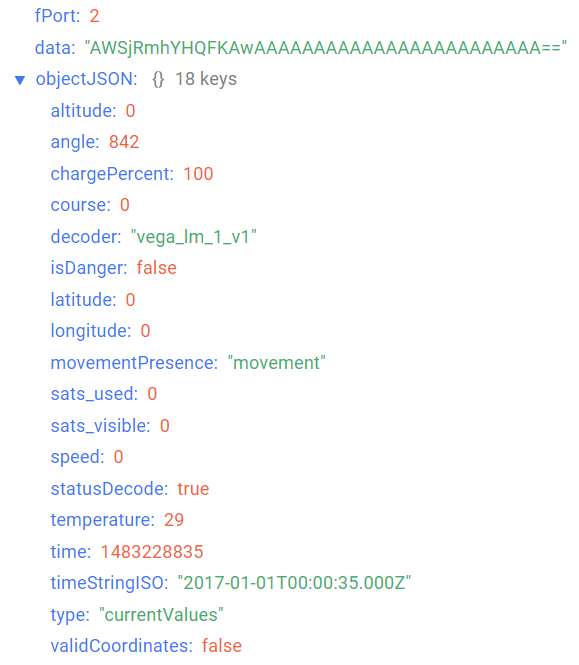 fPort: 2
data: "AWSjRmhYHQFKAwAAAAAAAAAAAAAAAAAAAAAAAA=="
objectJSON: {} 18 keys
altitude: 0
angle: 842
chargePercent: 100
course: 0
decoder: "vega_lm_1_v1"
isDanger: false
latitude: 0
longitude: 0
movementPresence: "movement"
sats_used: 0
sats_visible: 0
speed: 0
statusDecode: true
temperature: 29
time: 1483228835
timeStringISO: "2017-01-01T00:00:35.000Z"
type: "currentValues"
validCoordinates: false